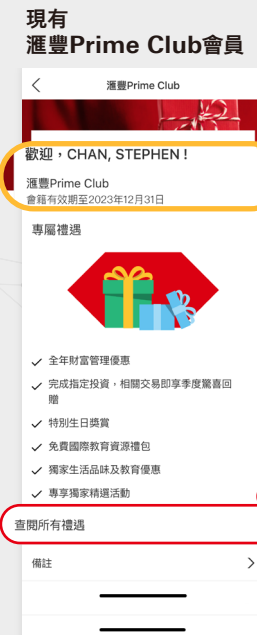 現有
滙豐Prime Club會員
滙豐Prime Club
歡迎，CHAN, STEPHEN！
滙豐Prime Club
會籍有效期至2023年12月31日
專屬禮遇
全年財富管理優惠
完成指定投資，相關交易即享季度驚喜回
贈
特別生日獎賞
免費國際教育資源禮包
獨家生活品味及教育優惠
專享獨家精選活動
查閱所有禮遇
備註